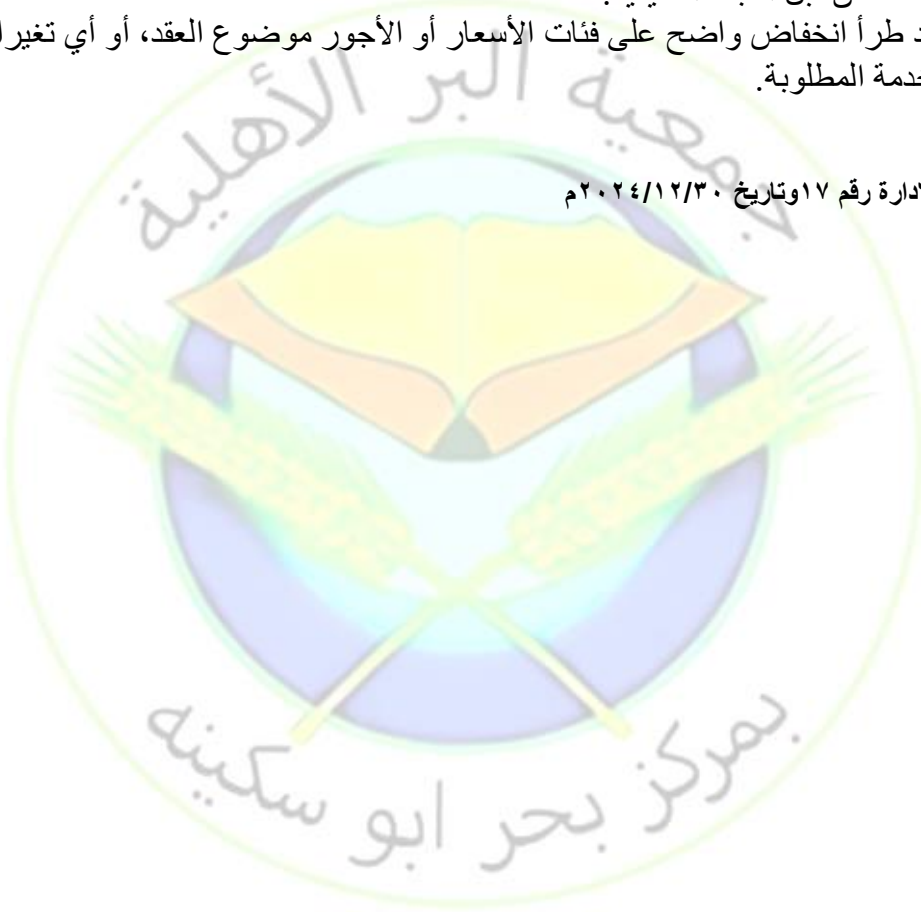 د طرأ انخفاض واضح على فئات الأسعار أو الأجور موضوع العقد، أو أي تغيرا
خدمة المطلوبة.
جمعية البر الأهلية
دارة رقم ١٧وتاريخ ٢٠٢٤/١٢/٣٠م
بمركز بحر ابو سكينه